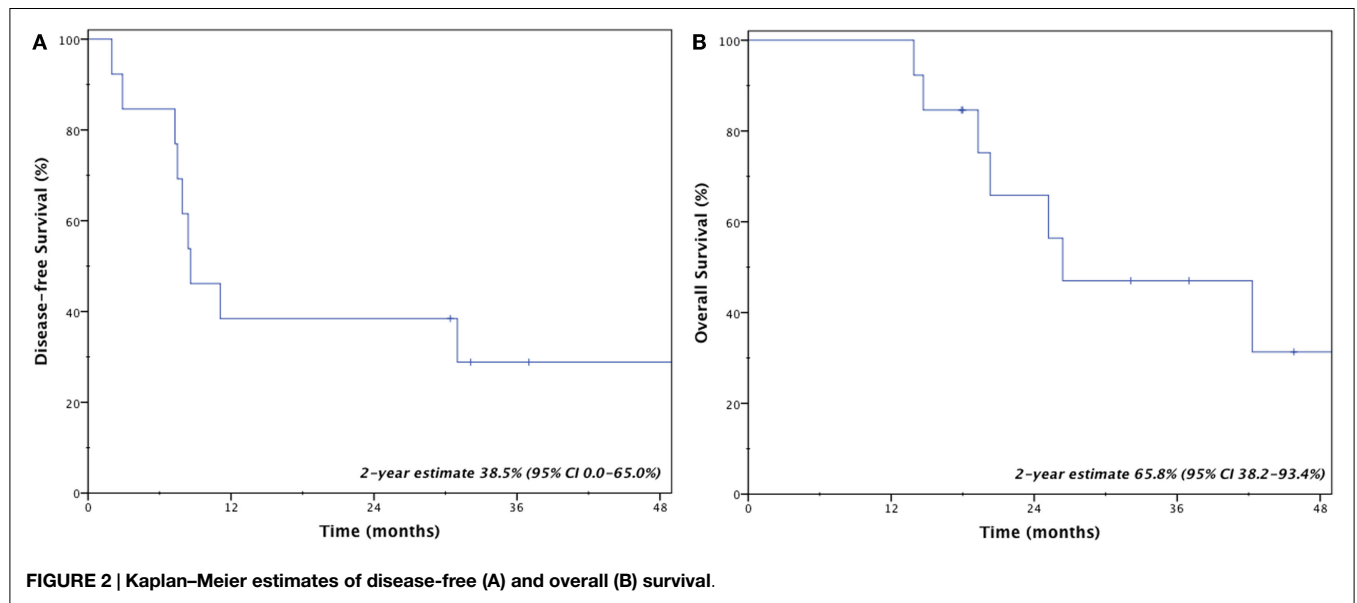 A
100
80
60
40
20
0
0 12 24 36 48
Disease-free Survival (%)
Time (months)
2-year estimate 38.5% (95% CI 0.0–65.0%)
B
100
80
60
40
20
0
0 12 24 36 48
Overall Survival (%)
Time (months)
2-year estimate 65.8% (95% CI 38.2–93.4%)
FIGURE 2 | Kaplan–Meier estimates of disease-free (A) and overall (B) survival.